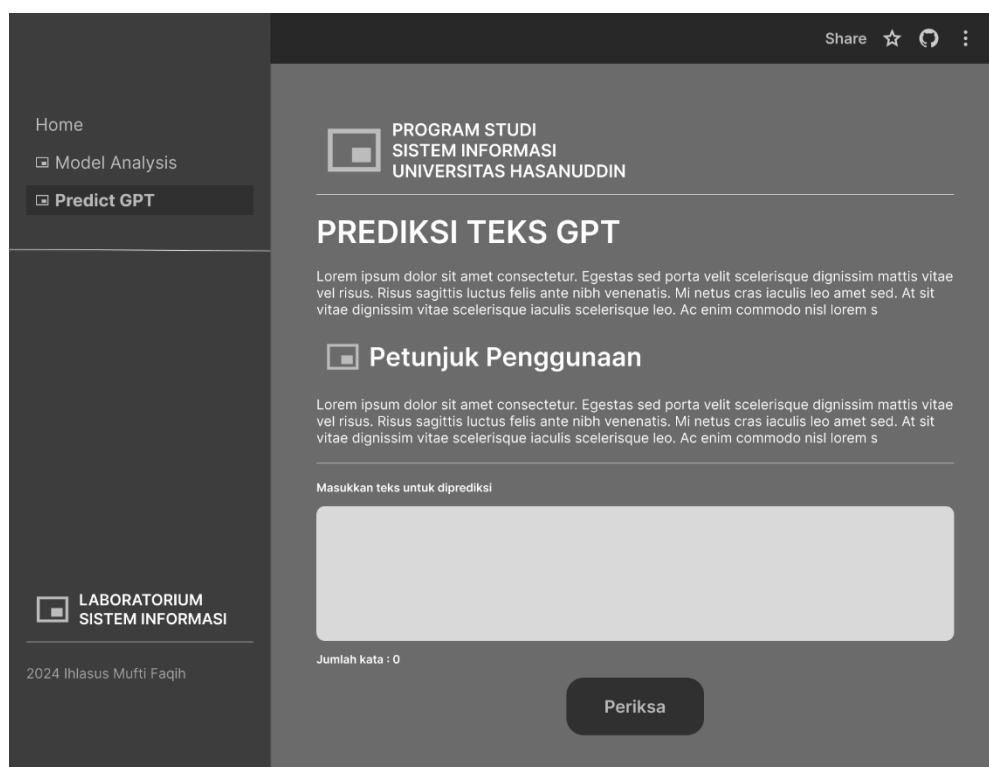 Share
Home
Model Analysis
Predict GPT
PROGRAM STUDI
SISTEM INFORMASI
UNIVERSITAS HASANUDDIN
PREDIKSI TEKS GPT
Lorem ipsum dolor sit amet consectetur. Egestas sed porta velit scelerisque dignissim mattis vitae
vel risus. Risus sagittis luctus felis ante nibh venenatis. Mi netus cras iaculis leo amet sed. At sit
vitae dignissim vitae scelerisque iaculis scelerisque leo. Ac enim commodo nisl lorem s
Petunjuk Penggunaan
Lorem ipsum dolor sit amet consectetur. Egestas sed porta velit scelerisque dignissim mattis vitae
vel risus. Risus sagittis luctus felis ante nibh venenatis. Mi netus cras iaculis leo amet sed. At sit
vitae dignissim vitae scelerisque iaculis scelerisque leo. Ac enim commodo nisl lorem s
Masukkan teks untuk diprediksi
Jumlah kata : 0
Periksa
LABORATORIUM
SISTEM INFORMASI
2024 Ihlasus Mufti Faqih